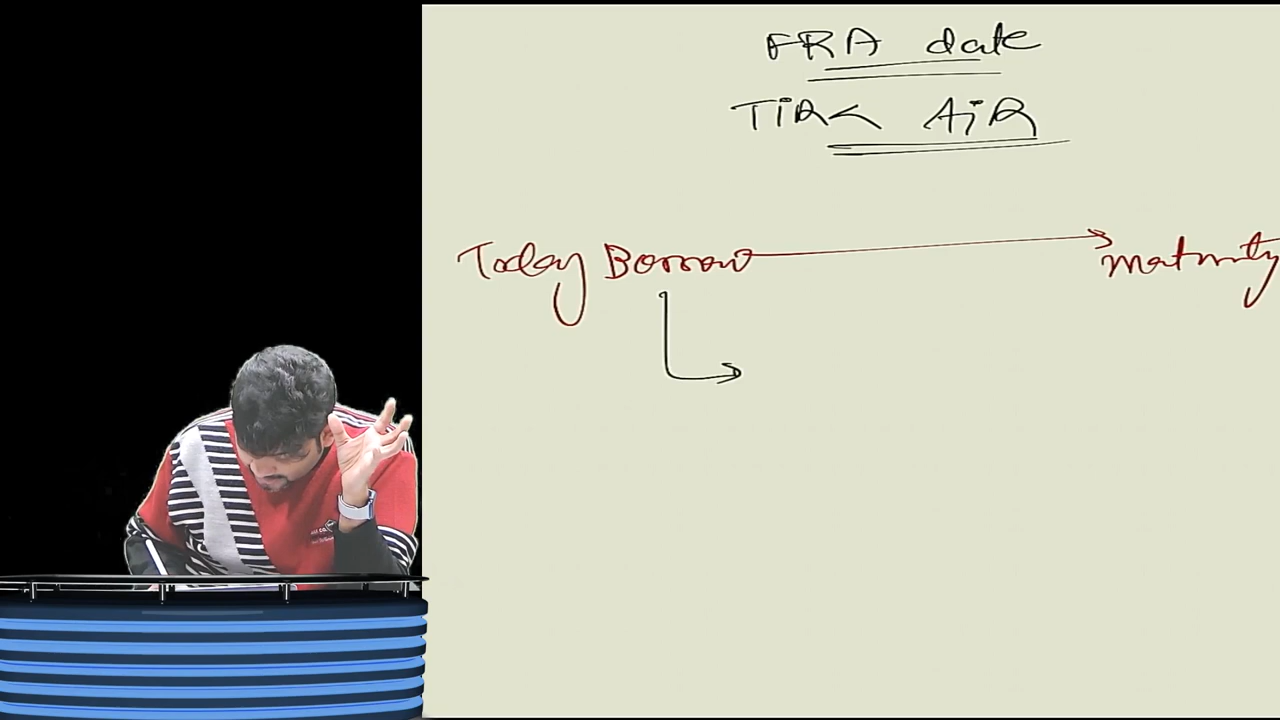 FRA date
TiR< AiR
Today Borrow → Maturity